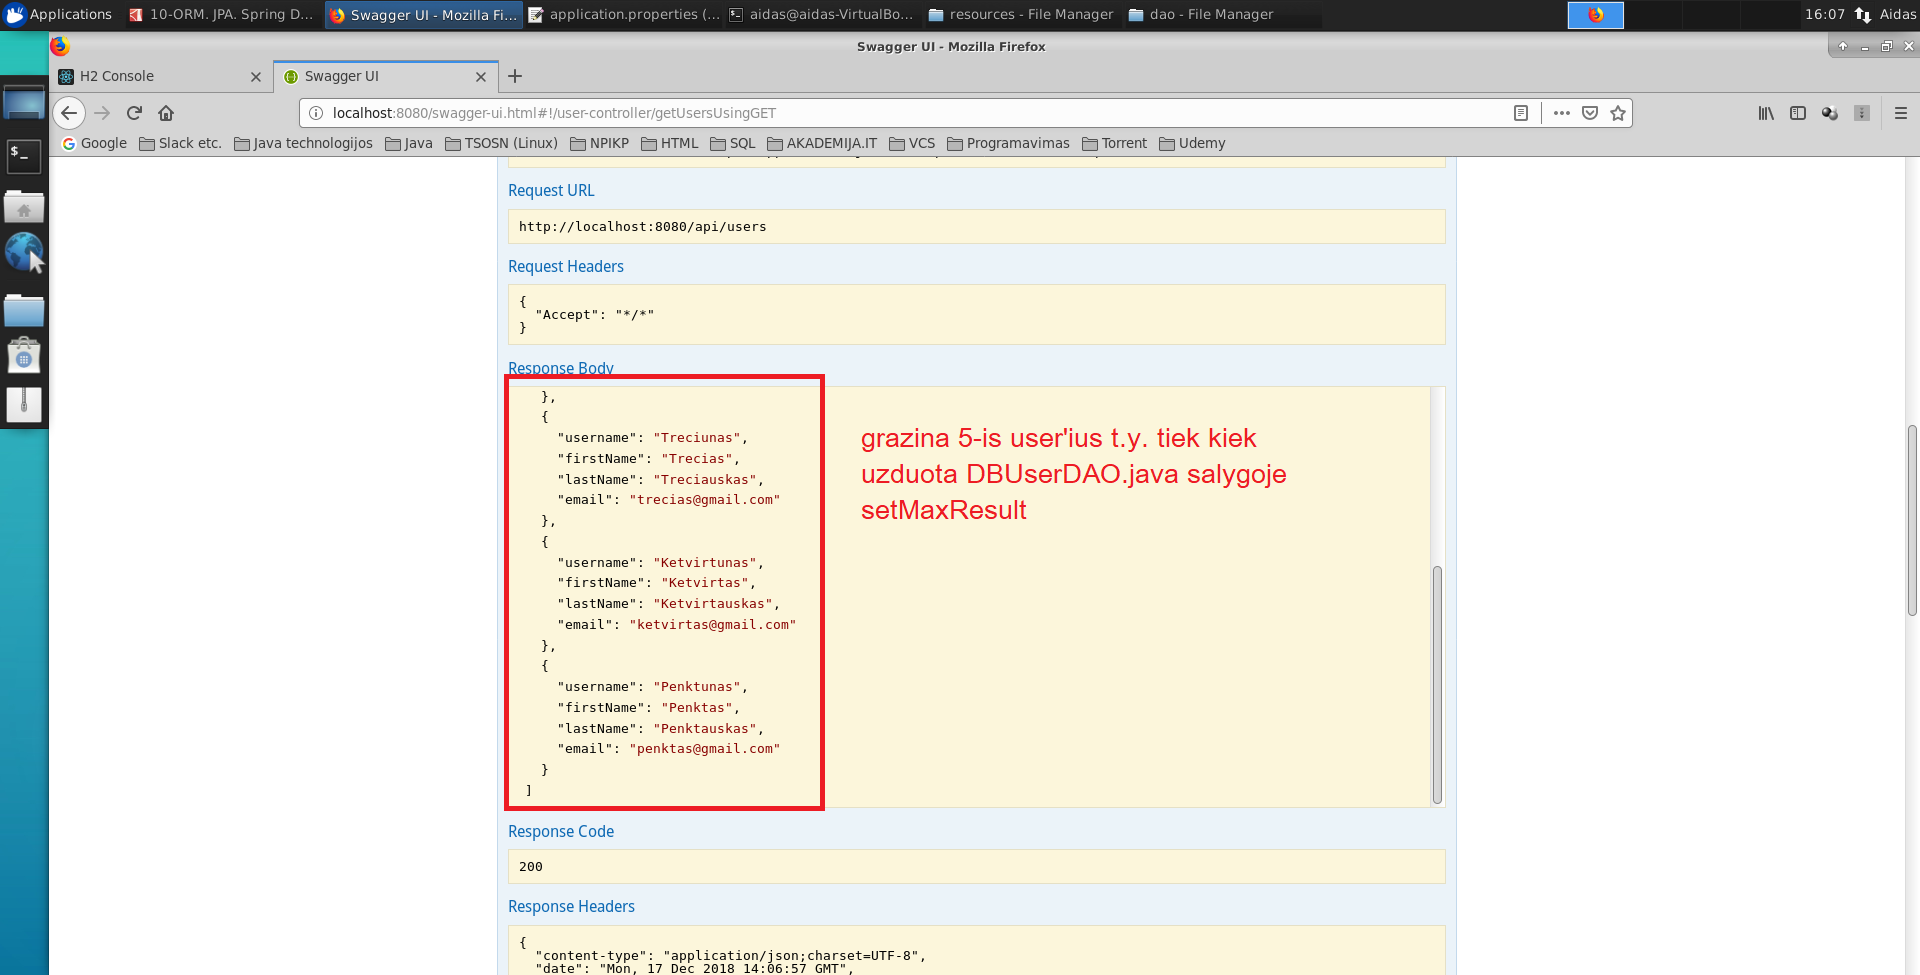 Applications
10-ORM. JPA. Spring D...
Swagger UI - Mozilla Fi...
application.properties (...
aidas@aidas-VirtualBo...
resources - File Manager
dao - File Manager
16:07
Aidas
Swagger UI - Mozilla Firefox
H2 Console
Swagger UI
localhost:8080/swagger-ui.html#!/user-controller/getUsersUsingGET
Google
Slack etc.
Java technologijos
Java
TSOSN (Linux)
NPIKP
HTML
SQL
AKADEMIJA.IT
VCS
Programavimas
Torrent
Udemy
Request URL
http://localhost:8080/api/users
Request Headers
{
"Accept": "*/*"
}
Response Body
},
{
"username": "Treciunas",
"firstName": "Trecias",
"lastName": "Treciauskas",
"email": "trecias@gmail.com"
},
{
"username": "Ketvirtunas",
"firstName": "Ketvirtas",
"lastName": "Ketvirtauskas",
"email": "ketvirtas@gmail.com"
},
{
"username": "Penktunas",
"firstName": "Penktas",
"lastName": "Penktauskas",
"email": "penktas@gmail.com"
}
]
grazina 5-is user'ius t.y. tiek kiek
uzduota DBUserDAO.java salygoje
setMaxResult
Response Code
200
Response Headers
{
"content-type": "application/json;charset=UTF-8",
"date": "Mon, 17 Dec 2018 14:06:57 GMT",